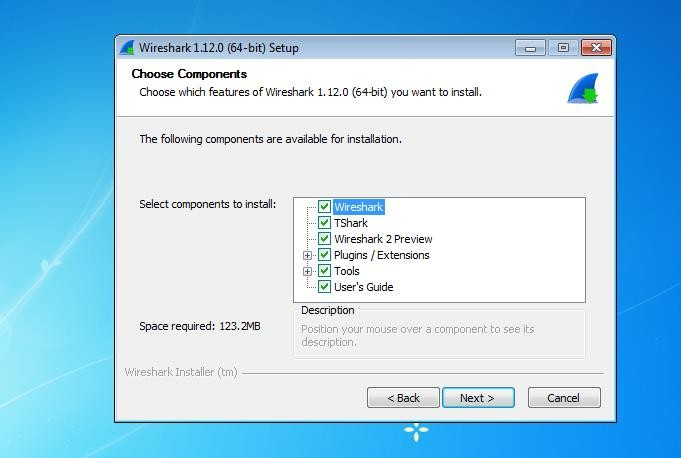 Wireshark 1.12.0 (64-bit) Setup
Choose Components
Choose which features of Wireshark 1.12.0 (64-bit) you want to install.
The following components are available for installation.
Select components to install:
Wireshark
TShark
Wireshark 2 Preview
Plugins / Extensions
Tools
User's Guide
Space required: 123.2MB
Description
Position your mouse over a component to see its
description.
Wireshark Installer (tm)
< Back
Next >
Cancel